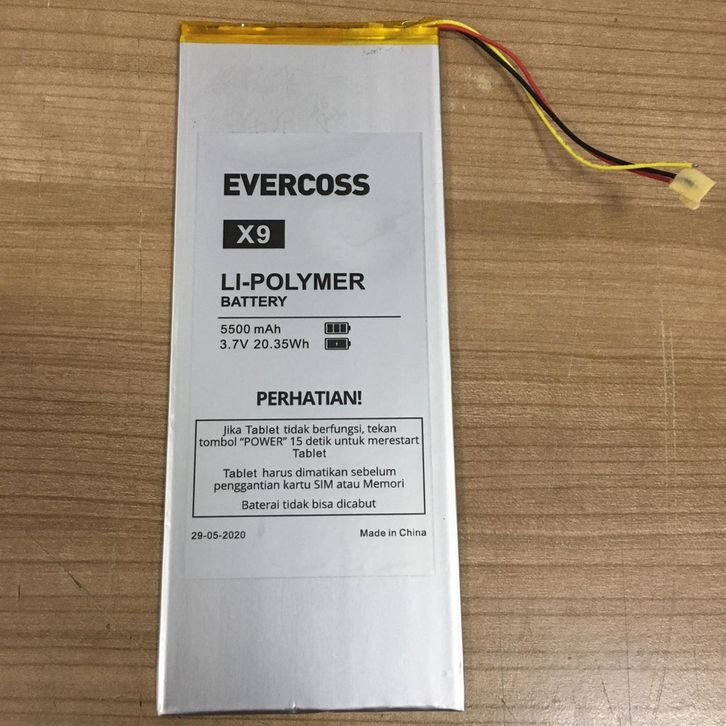 EVERCOSS
X9
LI-POLYMER
BATTERY
5500 mAh
3.7V 20.35Wh
PERHATIAN!
Jika Tablet tidak berfungsi, tekan
tombol “POWER” 15 detik untuk merestart
Tablet
Tablet harus dimatikan sebelum
penggantian kartu SIM atau Memori
Baterai tidak bisa dicabut
29-05-2020 Made in China